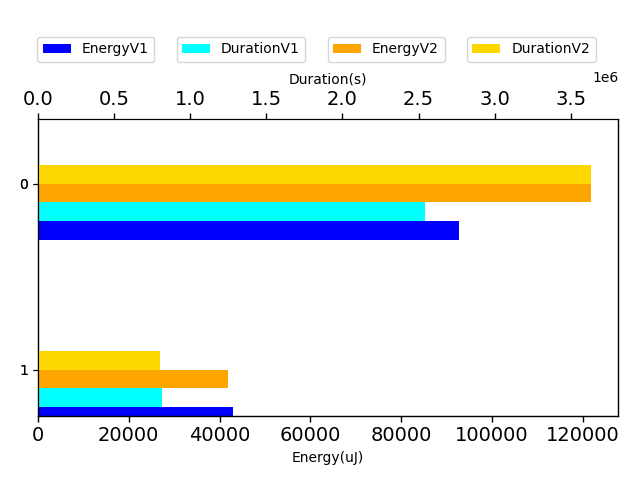 EnergyV1 DurationV1 EnergyV2 DurationV2
Duration(s) 1e6
0.0 0.5 1.0 1.5 2.0 2.5 3.0 3.5
0
1
0 20000 40000 60000 80000 100000 120000
Energy(uJ)